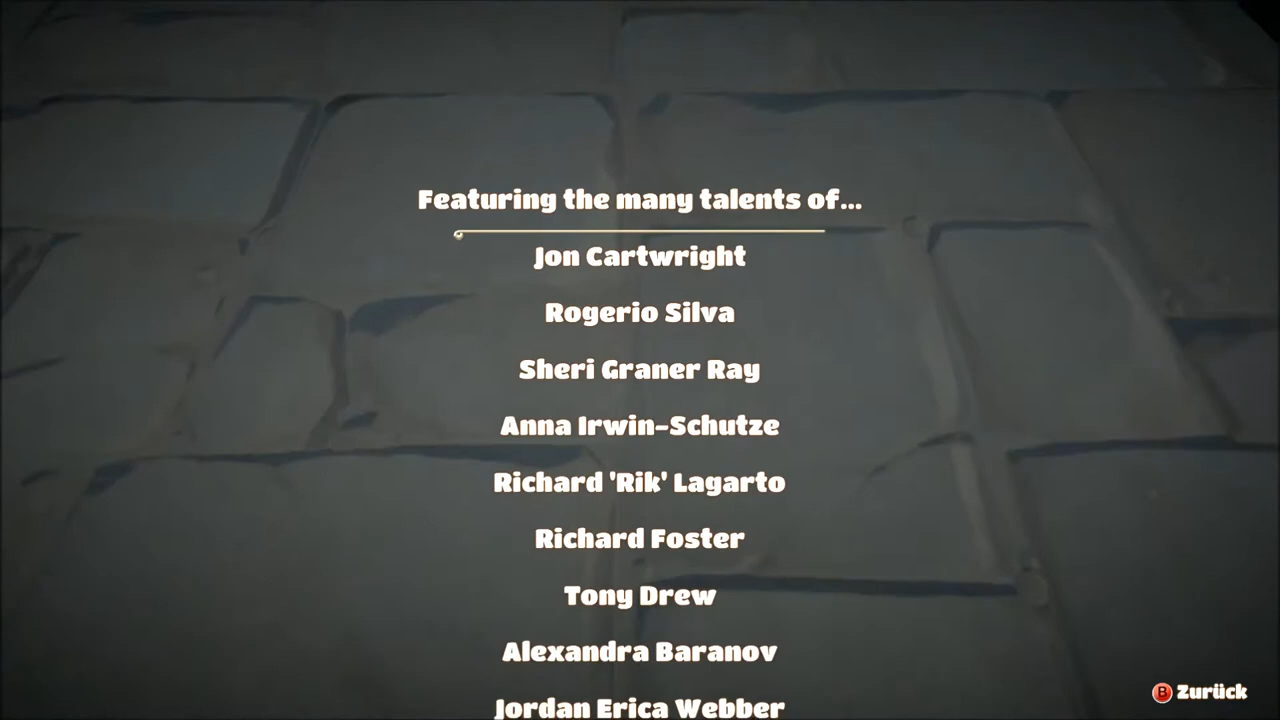 Featuring the many talents of...
Jon Cartwright
Rogerio Silva
Sheri Graner Ray
Anna Irwin-Schutze
Richard 'Rik' Lagarto
Richard Foster
Tony Drew
Alexandra Baranov
Jordan Erica Webber
B Zurück